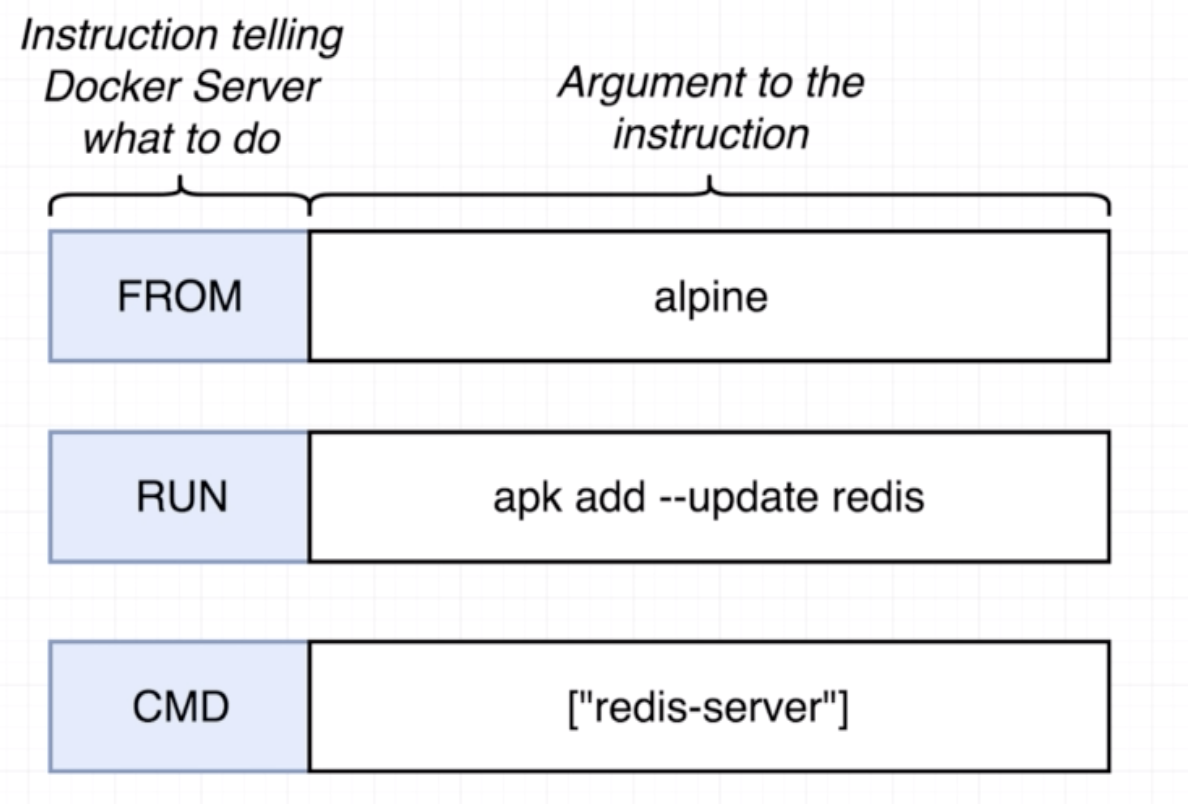 Instruction telling
Docker Server
what to do
Argument to the
instruction
FROM
alpine
RUN
apk add --update redis
CMD
["redis-server"]